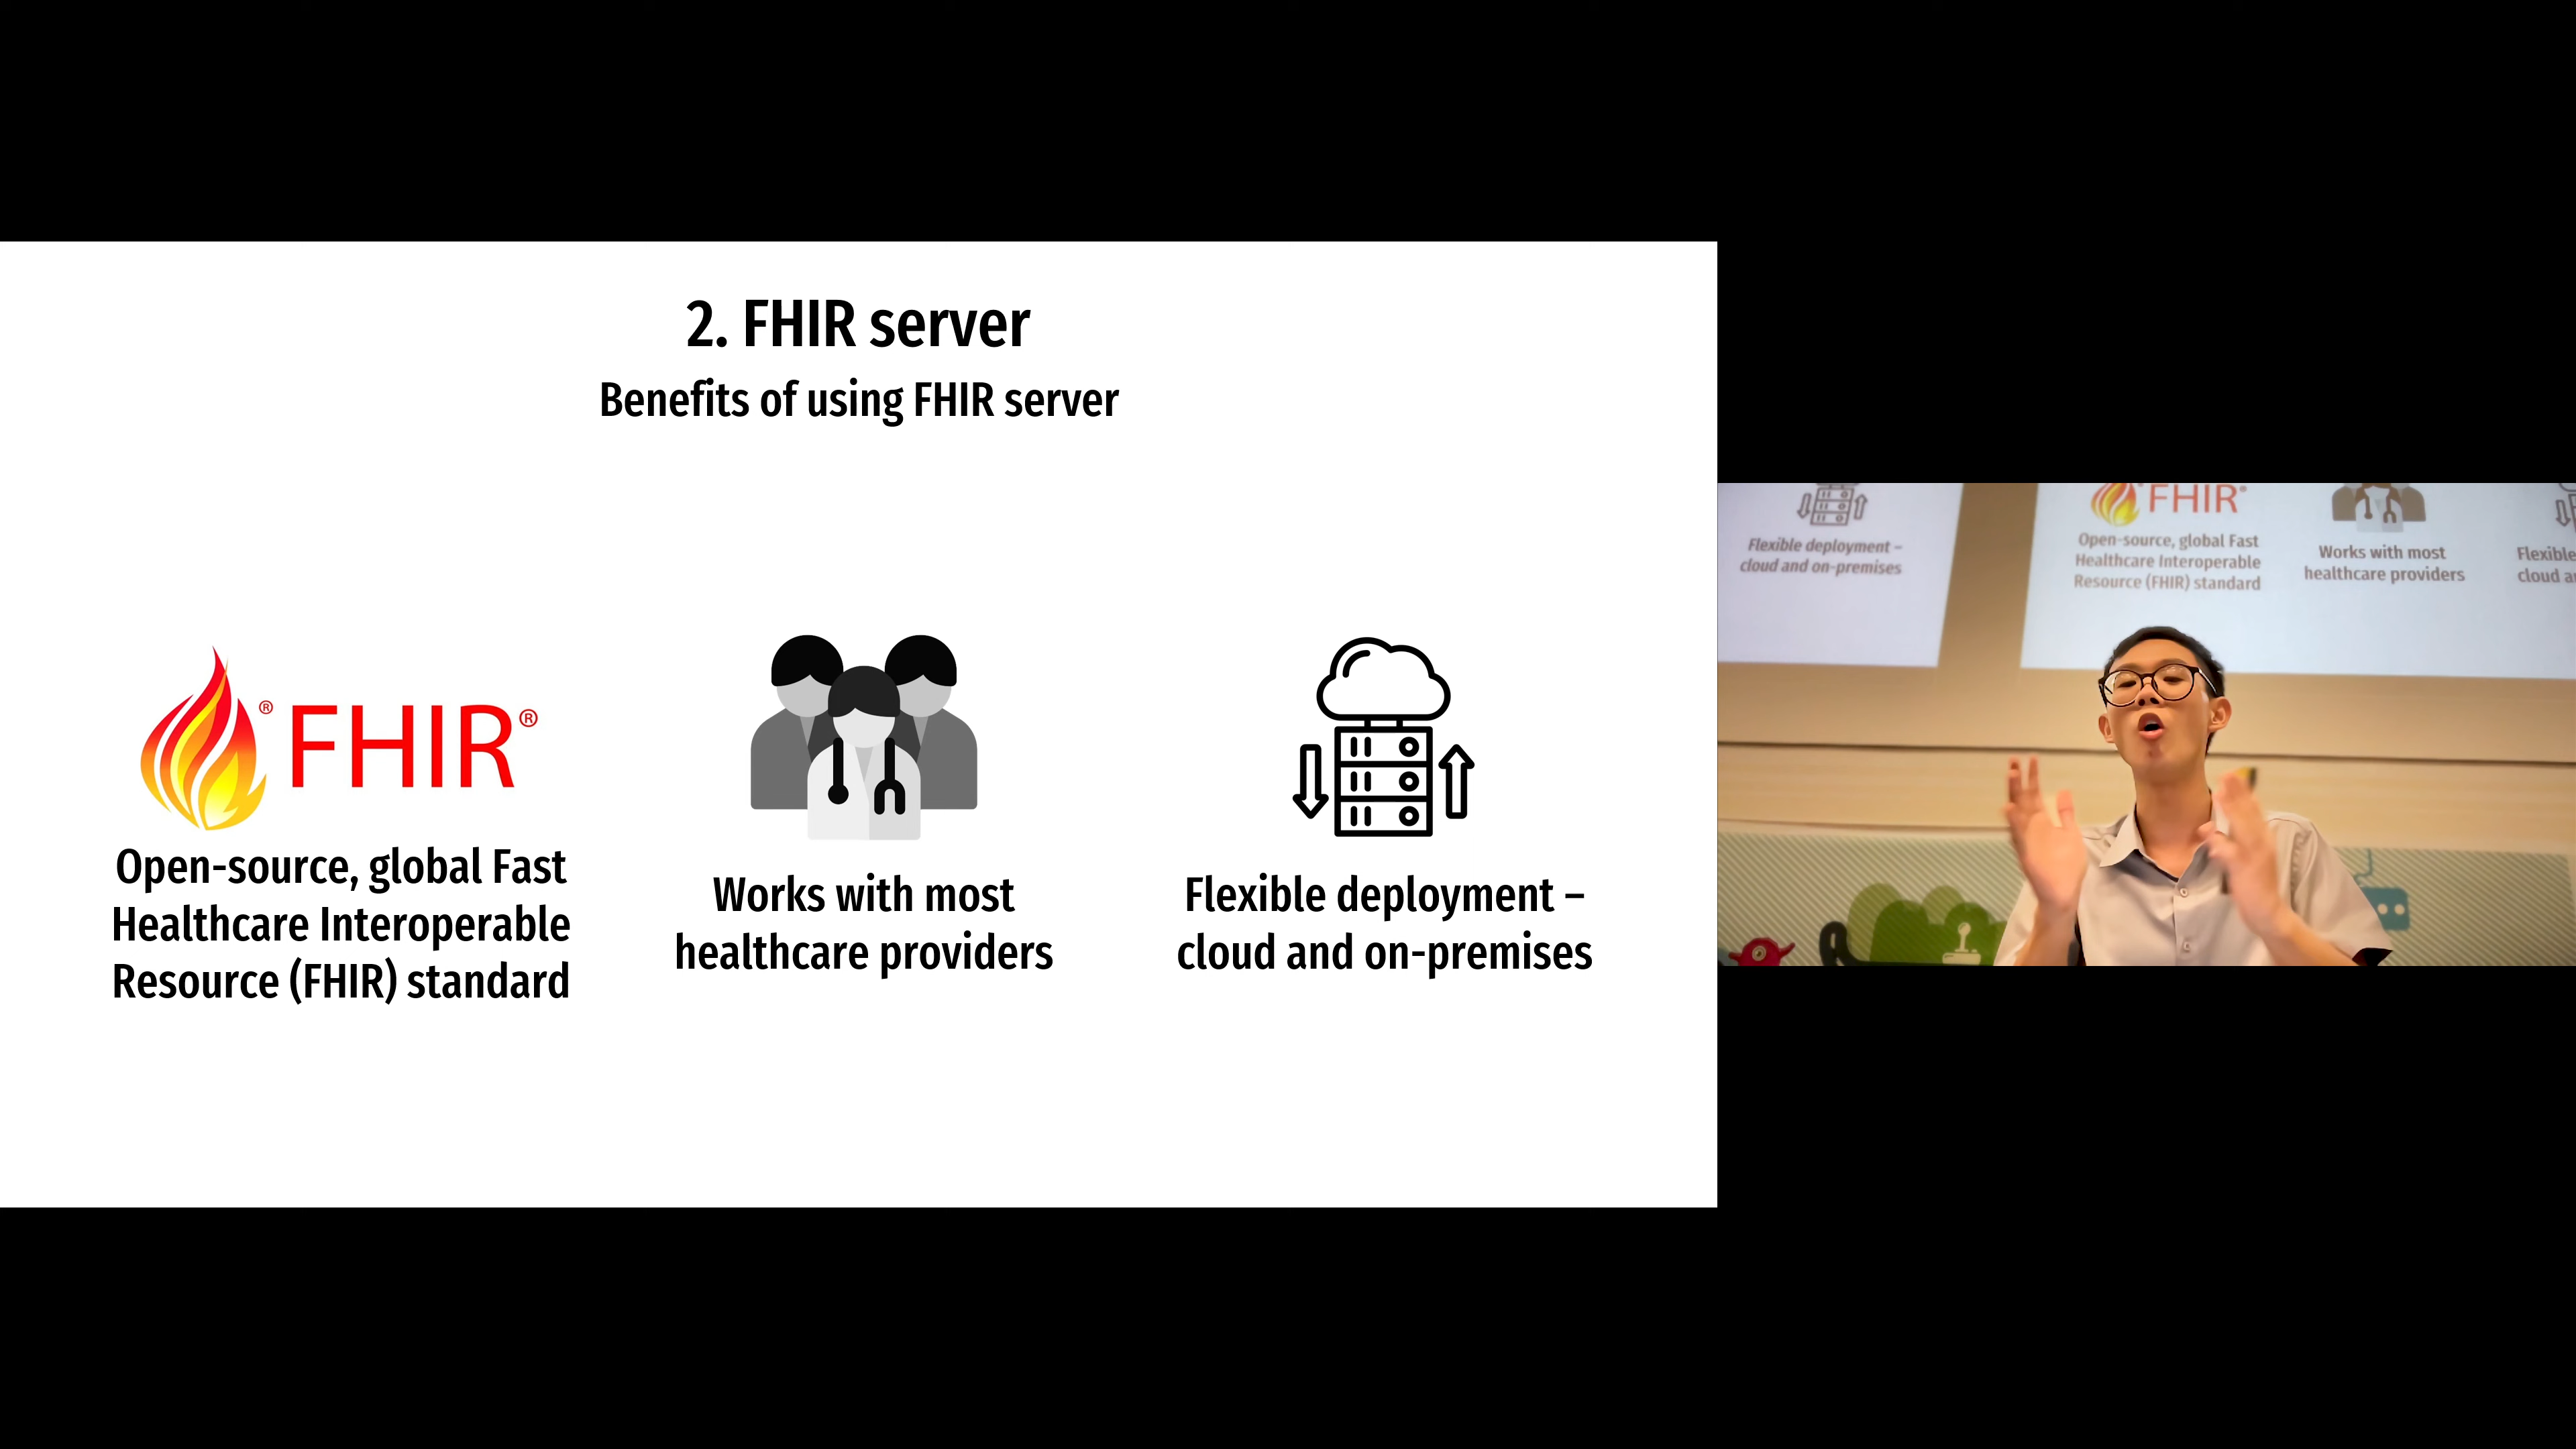 2. FHIR server
Benefits of using FHIR server
® FHIR®
Open-source, global Fast
Healthcare Interoperable
Resource (FHIR) standard
Works with most
healthcare providers
Flexible deployment –
cloud and on-premises
Flexible deployment –
cloud and on-premises
FHIR®
Open-source, global Fast
Healthcare Interoperable
Resource (FHIR) standard
Works with most
healthcare providers
Flexible
cloud a